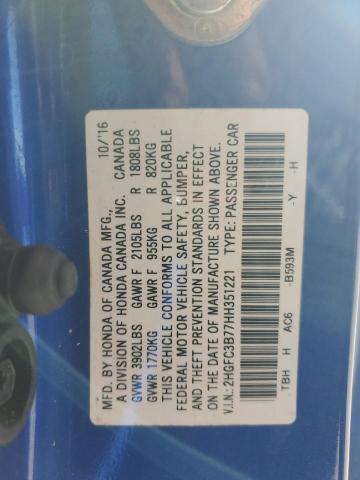 MFD. BY HONDA OF CANADA MFG., 10/'16
A DIVISION OF HONDA CANADA INC. CANADA
GVWR 3902LBS GAWR F 2105LBS R 1808LBS
GVWR 1770KG GAWR F 955KG R 820KG
THIS VEHICLE CONFORMS TO ALL APPLICABLE
FEDERAL MOTOR VEHICLE SAFETY, BUMPER,
AND THEFT PREVENTION STANDARDS IN EFFECT
ON THE DATE OF MANUFACTURE SHOWN ABOVE.
V.I.N.: 2HGFC3B77HH351221 TYPE: PASSENGER CAR
TBH H AC6 B593M -Y -H